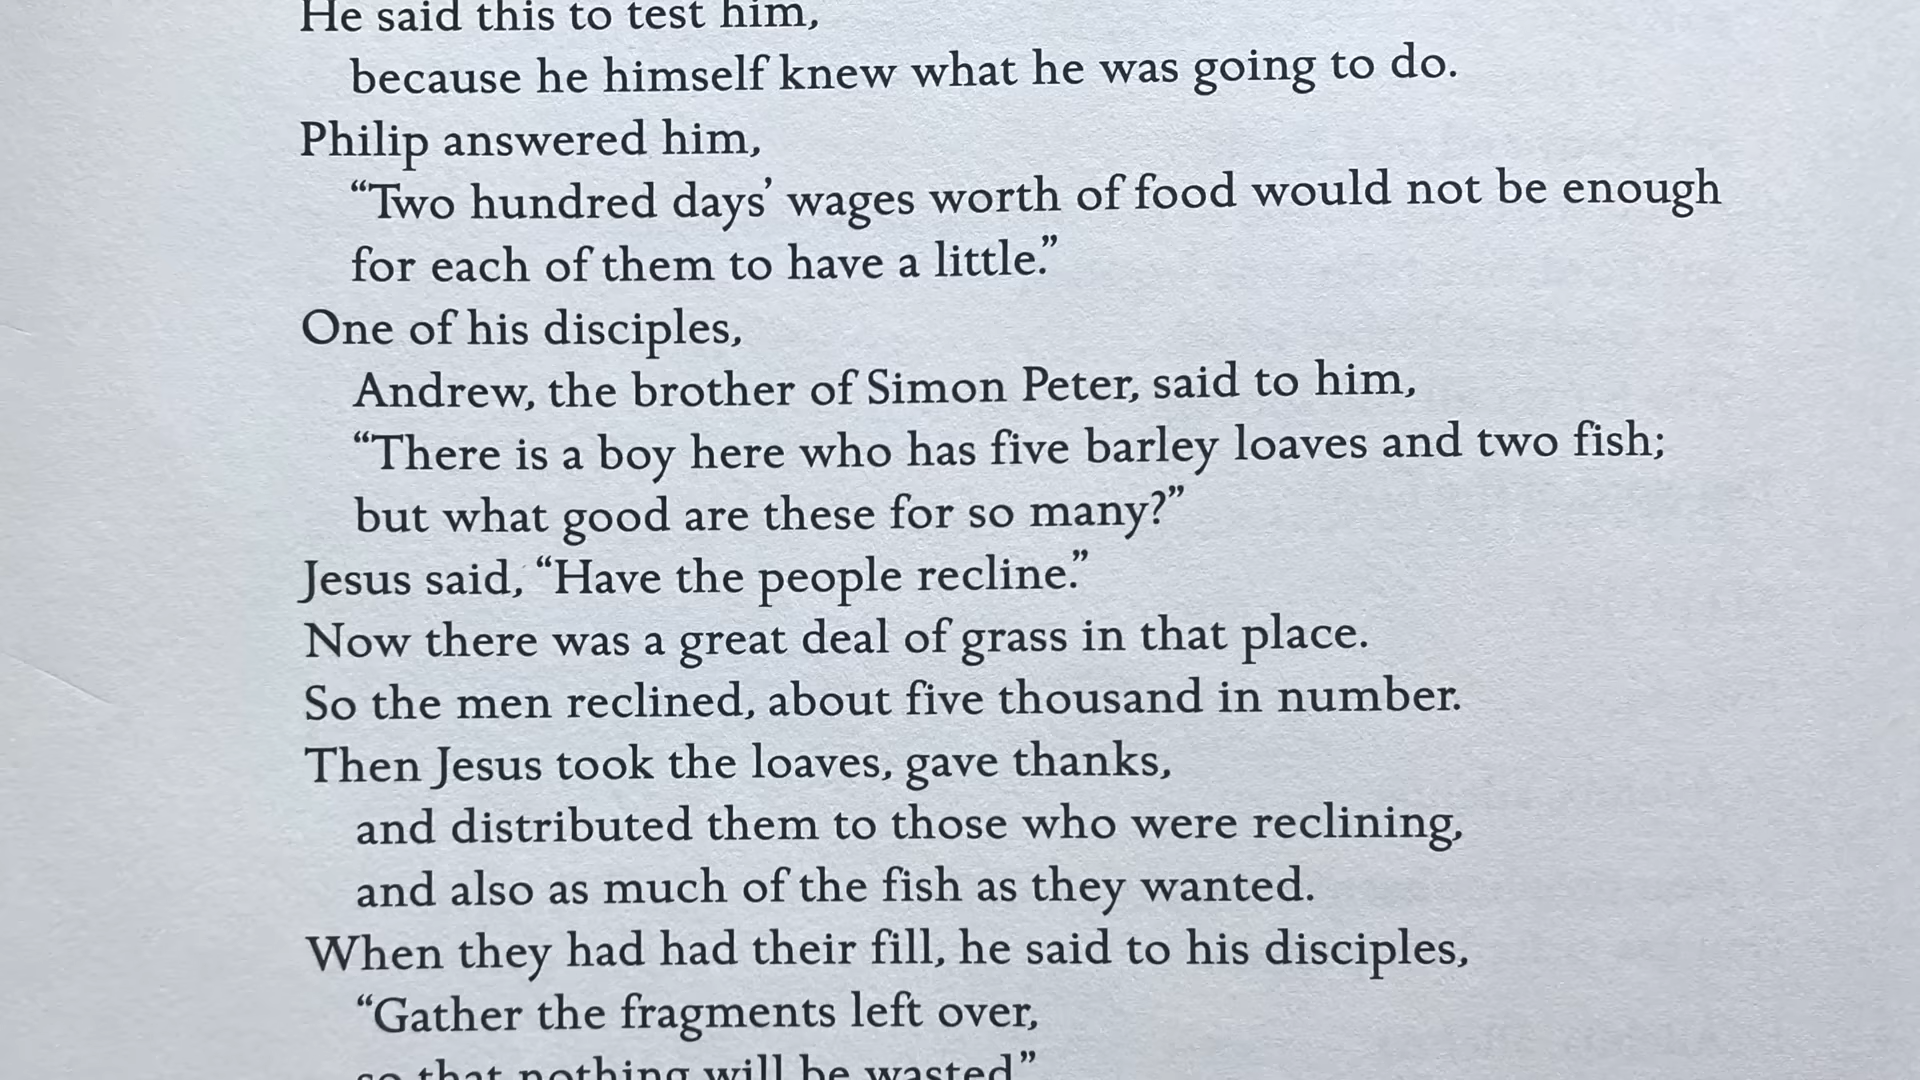 He said this to test him,
because he himself knew what he was going to do.
Philip answered him,
“Two hundred days’ wages worth of food would not be enough
for each of them to have a little.”
One of his disciples,
Andrew, the brother of Simon Peter, said to him,
“There is a boy here who has five barley loaves and two fish;
but what good are these for so many?”
Jesus said, “Have the people recline.”
Now there was a great deal of grass in that place.
So the men reclined, about five thousand in number.
Then Jesus took the loaves, gave thanks,
and distributed them to those who were reclining,
and also as much of the fish as they wanted.
When they had had their fill, he said to his disciples,
“Gather the fragments left over,
so that nothing will be wasted”